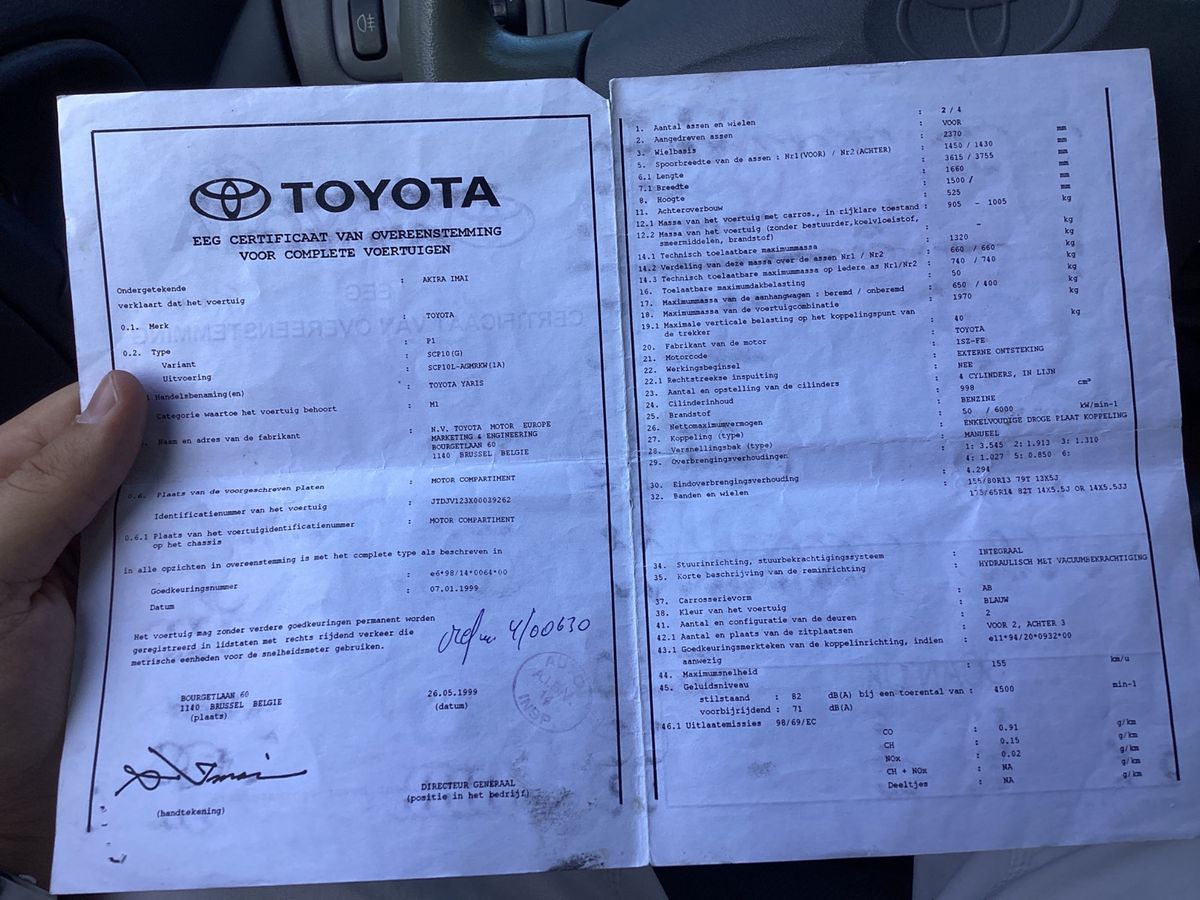 TOYOTA
EEG CERTIFICAAT VAN OVEREENSTEMMING
VOOR COMPLETE VOERTUIGEN
Ondergetekende : AKIRA IMAI
verklaart dat het voertuig
0.1. Merk : TOYOTA
0.2. Type : P1
Variant : SCP10(G)
Uitvoering : SCP10L-AGMRKW(1A)
Handelsbenaming(en) : TOYOTA YARIS
Categorie waartoe het voertuig behoort : M1
Naam en adres van de fabrikant : N.V. TOYOTA MOTOR EUROPE
MARKETING & ENGINEERING
BOURGETLAAN 60
1140 BRUSSEL BELGIE
0.6. Plaats van de voorgeschreven platen : MOTOR COMPARTIMENT
Identificatienummer van het voertuig : JTDJV123X00039262
0.6.1 Plaats van het voertuigidentificatienummer : MOTOR COMPARTIMENT
op het chassis
in alle opzichten in overeenstemming is met het complete type als beschreven in
Goedkeuringsnummer : e6*98/14*0064*00
Datum : 07.01.1999
Het voertuig mag zonder verdere goedkeuringen permanent worden
geregistreerd in lidstaten met rechts rijdend verkeer die
metrische eenheden voor de snelheidsmeter gebruiken.
4/00630
BOURGETLAAN 60
1140 BRUSSEL BELGIE
(plaats)
26.05.1999
(datum)
DIRECTEUR GENERAAL
(positie in het bedrijf)
(handtekening)
1. Aantal assen en wielen : 2 / 4
2. Aangedreven assen : VOOR
3. Wielbasis : 2370 mm
5. Spoorbreedte van de assen : Nr1(VOOR) / Nr2(ACHTER) : 1450 / 1430 mm
6.1 Lengte : 3615 / 3755 mm
7.1 Breedte : 1660 mm
8. Hoogte : 1500 / mm
11. Achteroverbouw : 525 mm
12.1 Massa van het voertuig met carros., in rijklare toestand : 905 - 1005 kg
12.2 Massa van het voertuig (zonder bestuurder,koelvloeistof,
smeermiddelen, brandstof) : - kg
14.1 Technisch toelaatbare maximummassa : 1320 kg
14.2 Verdeling van deze massa over de assen Nr1 / Nr2 : 660 / 660 kg
14.3 Technisch toelaatbare maximummassa op iedere as Nr1/Nr2 : 740 / 740 kg
16. Toelaatbare maximumdakbelasting : 50 kg
17. Maximummassa van de aanhangwagen : beremd / onberemd : 650 / 400 kg
18. Maximummassa van de voertuigcombinatie : 1970 kg
19.1 Maximale verticale belasting op het koppelingspunt van
de trekker : 40 kg
20. Fabrikant van de motor : TOYOTA
21. Motorcode : 1SZ-FE
22. Werkingsbeginsel : EXTERNE ONTSTEKING
22.1 Rechtstreekse inspuiting : NEE
23. Aantal en opstelling van de cilinders : 4 CYLINDERS, IN LIJN
24. Cilinderinhoud : 998 cm³
25. Brandstof : BENZINE
26. Nettomaximumvermogen : 50 / 6000 kW/min-1
27. Koppeling (type) : ENKELVOUDIGE DROGE PLAAT KOPPELING
28. Versnellingsbak (type) : MANUEEL
29. Overbrengingsverhoudingen : 1: 3.545 2: 1.913 3: 1.310
4: 1.027 5: 0.850 6:
30. Eindoverbrengingsverhouding : 4.294
32. Banden en wielen : 155/80R13 79T 13X5J
175/65R14 82T 14X5.5J OR 14X5.5JJ
34. Stuurinrichting, stuurbekrachtigingssysteem : INTEGRAAL
35. Korte beschrijving van de reminrichting : HYDRAULISCH MET VACUUMBEKRACHTIGING
37. Carrosserievorm : AB
38. Kleur van het voertuig : BLAUW
41. Aantal en configuratie van de deuren : 2
42.1 Aantal en plaats van de zitplaatsen : VOOR 2, ACHTER 3
43.1 Goedkeuringsmerkteken van de koppelinrichting, indien : e11*94/20*0932*00
aanwezig
44. Maximumsnelheid : 155 km/u
45. Geluidsniveau
stilstaand : 82 dB(A) bij een toerental van : 4500 min-1
voorbijrijdend : 71 dB(A)
46.1 Uitlaatemissies 98/69/EC
CO : 0.91 g/km
CH : 0.15 g/km
NOx : 0.02 g/km
CH + NOx : NA g/km
Deeltjes : NA g/km